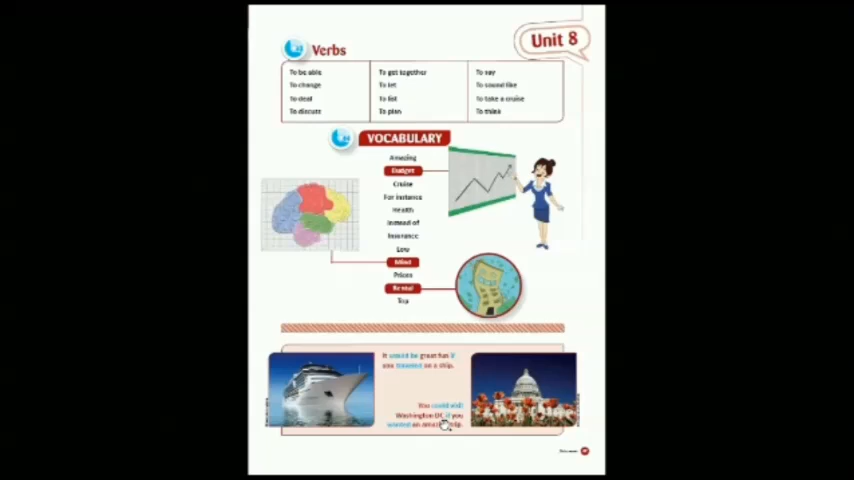 Unit 8
Verbs
To be able
To change
To deal
To discuss
To get together
To let
To list
To plan
To say
To sound like
To take a cruise
To think
VOCABULARY
Amazing
Budget
Cruise
For instance
Health
Instead of
Insurance
Low
Mind
Prices
Rental
Top
It would be great fun if
you traveled on a ship.
You could visit
Washington DC if you
wanted an amazing trip.